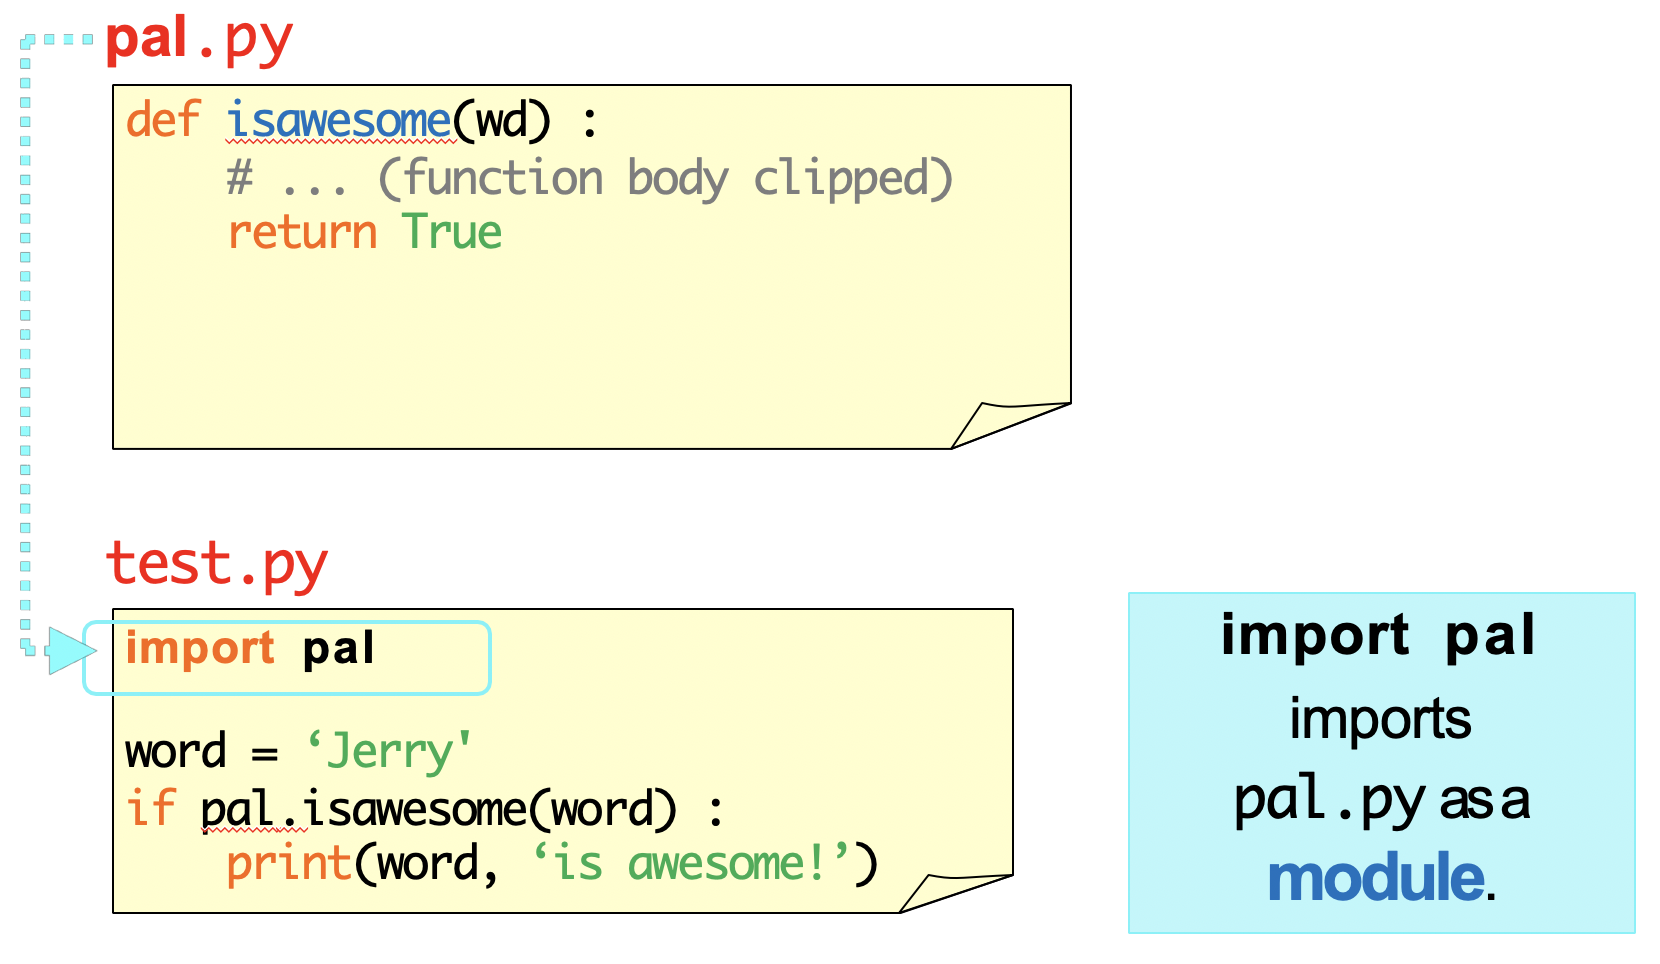 pal.py
def isawesome(wd) :
# ... (function body clipped)
return True
test.py
import pal
word = ‘Jerry'
if pal.isawesome(word) :
print(word, ‘is awesome!’)
import pal
imports
pal.py as a
module.